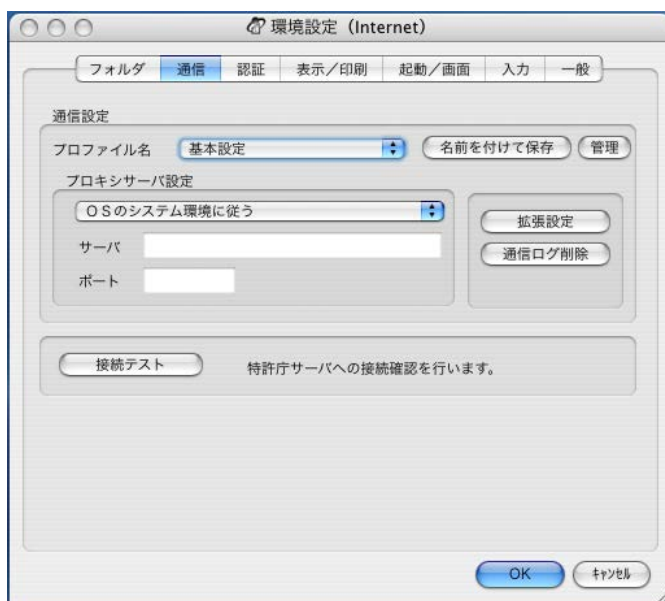 環境設定（Internet）
フォルダ 通信 認証 表示／印刷 起動／画面 入力 一般
通信設定
プロファイル名 基本設定 名前を付けて保存 管理
プロキシサーバ設定
ＯＳのシステム環境に従う
拡張設定
サーバ
通信ログ削除
ポート
接続テスト 特許庁サーバへの接続確認を行います。
OK ｷｬﾝｾﾙ